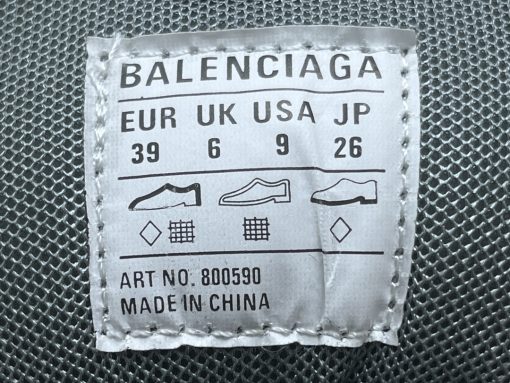 BALENCIAGA
EUR UK USA JP
39 6 9 26
ART NO. 800590
MADE IN CHINA